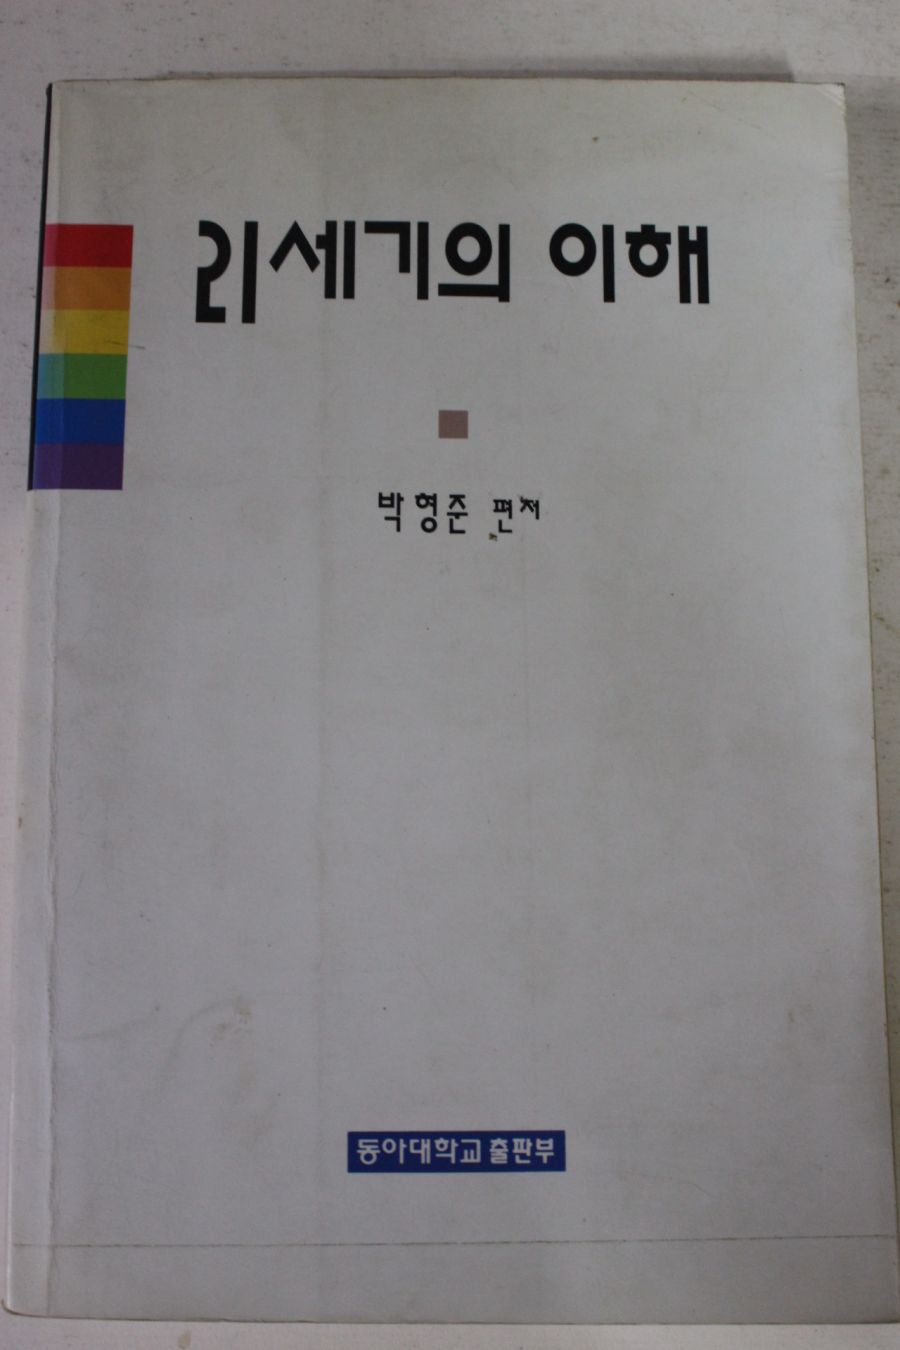 21세기의 이해
박형준 편저
동아대학교 출판부